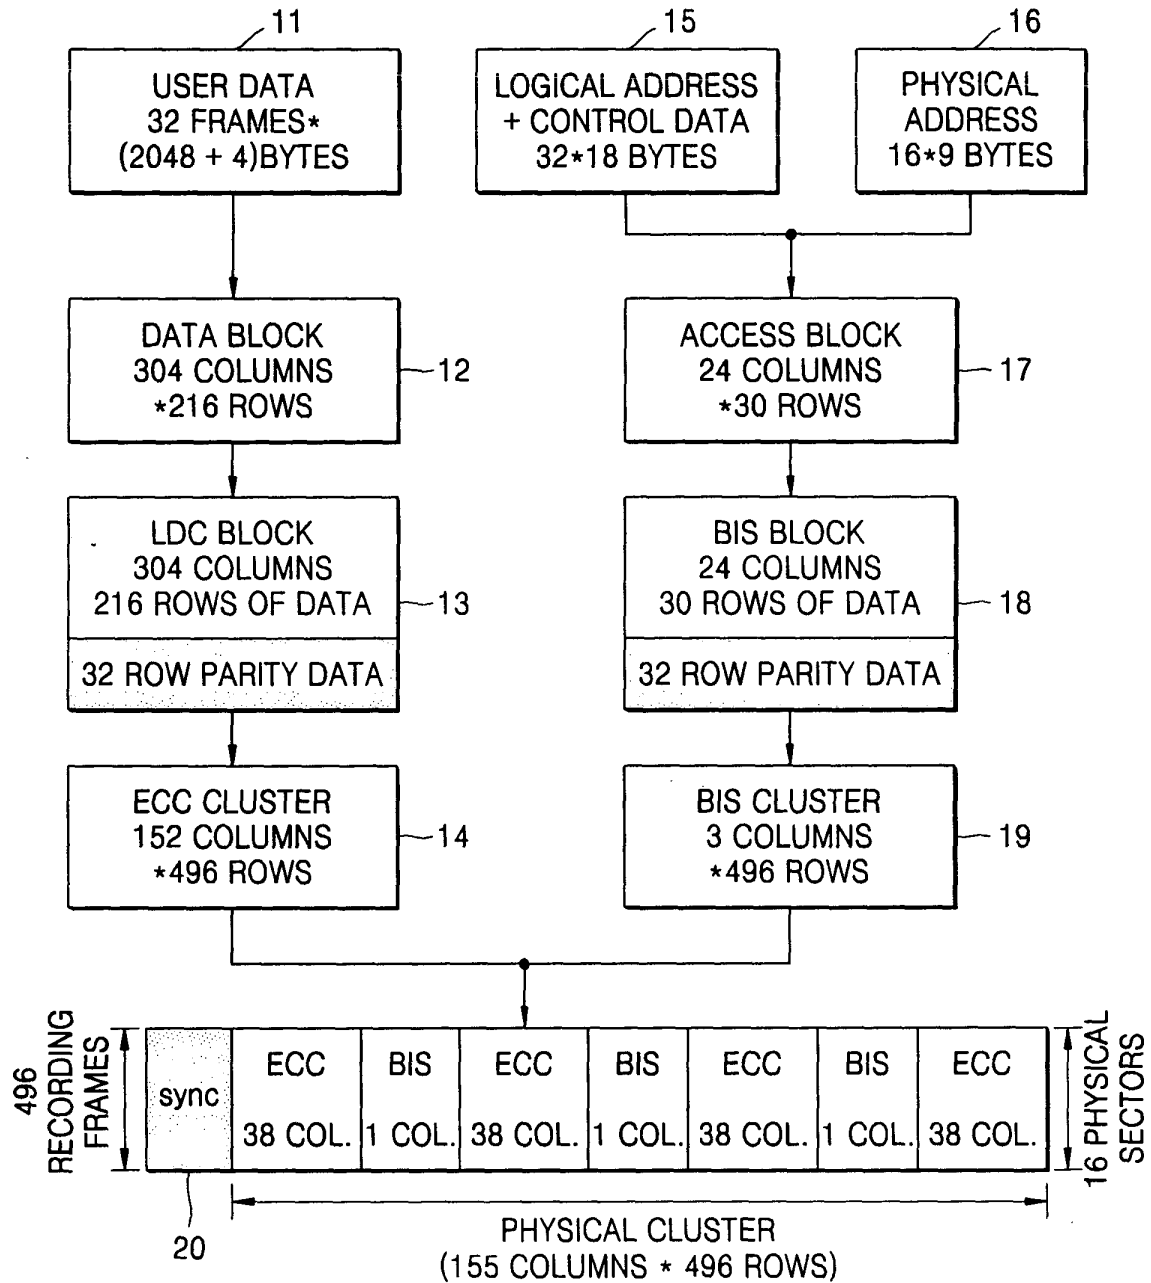 11
USER DATA
32 FRAMES*
(2048 + 4)BYTES
15
LOGICAL ADDRESS
+ CONTROL DATA
32*18 BYTES
16
PHYSICAL
ADDRESS
16*9 BYTES
DATA BLOCK
304 COLUMNS
*216 ROWS
12
ACCESS BLOCK
24 COLUMNS
*30 ROWS
17
LDC BLOCK
304 COLUMNS
216 ROWS OF DATA
32 ROW PARITY DATA
13
BIS BLOCK
24 COLUMNS
30 ROWS OF DATA
32 ROW PARITY DATA
18
ECC CLUSTER
152 COLUMNS
*496 ROWS
14
BIS CLUSTER
3 COLUMNS
*496 ROWS
19
496
RECORDING
FRAMES
sync
ECC
38 COL.
BIS
1 COL.
ECC
38 COL.
BIS
1 COL.
ECC
38 COL.
BIS
1 COL.
ECC
38 COL.
16 PHYSICAL
SECTORS
20
PHYSICAL CLUSTER
(155 COLUMNS * 496 ROWS)